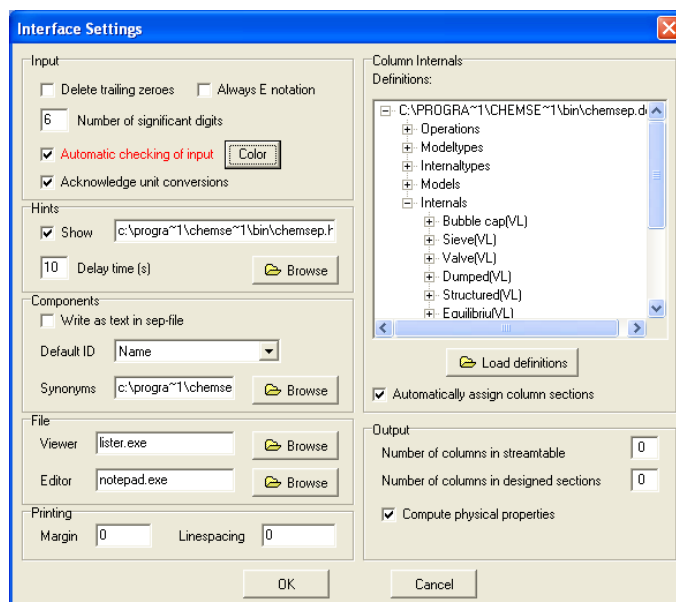 Interface Settings
Input
Delete trailing zeroes
Always E notation
6
Number of significant digits
Automatic checking of input
Color
Acknowledge unit conversions
Hints
Show
c:\progra~1\chemse~1\bin\chemsep.h
10
Delay time (s)
Browse
Components
Write as text in sep-file
Default ID
Name
Synonyms
c:\progra~1\chemse
Browse
File
Viewer
lister.exe
Browse
Editor
notepad.exe
Browse
Printing
Margin
0
Linespacing
0
Column Internals
Definitions:
C:\PROGRA~1\CHEMSE~1\bin\chemsep.de
Operations
Modeltypes
Internaltypes
Models
Internals
Bubble cap(VL)
Sieve(VL)
Valve(VL)
Dumped(VL)
Structured(VL)
Equilibriu(VL)
Load definitions
Automatically assign column sections
Output
Number of columns in streamtable
0
Number of columns in designed sections
0
Compute physical properties
OK
Cancel